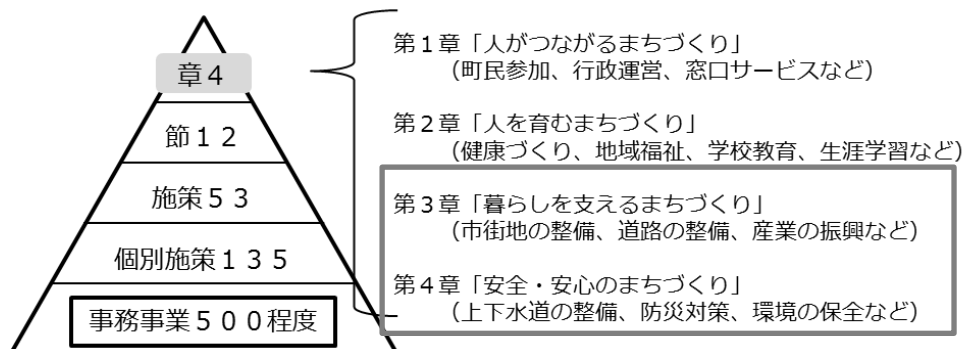 章４
節１２
施策５３
個別施策１３５
事務事業５００程度
第１章「人がつながるまちづくり」
（町民参加、行政運営、窓口サービスなど）
第２章「人を育むまちづくり」
（健康づくり、地域福祉、学校教育、生涯学習など）
第３章「暮らしを支えるまちづくり」
（市街地の整備、道路の整備、産業の振興など）
第４章「安全・安心のまちづくり」
（上下水道の整備、防災対策、環境の保全など）